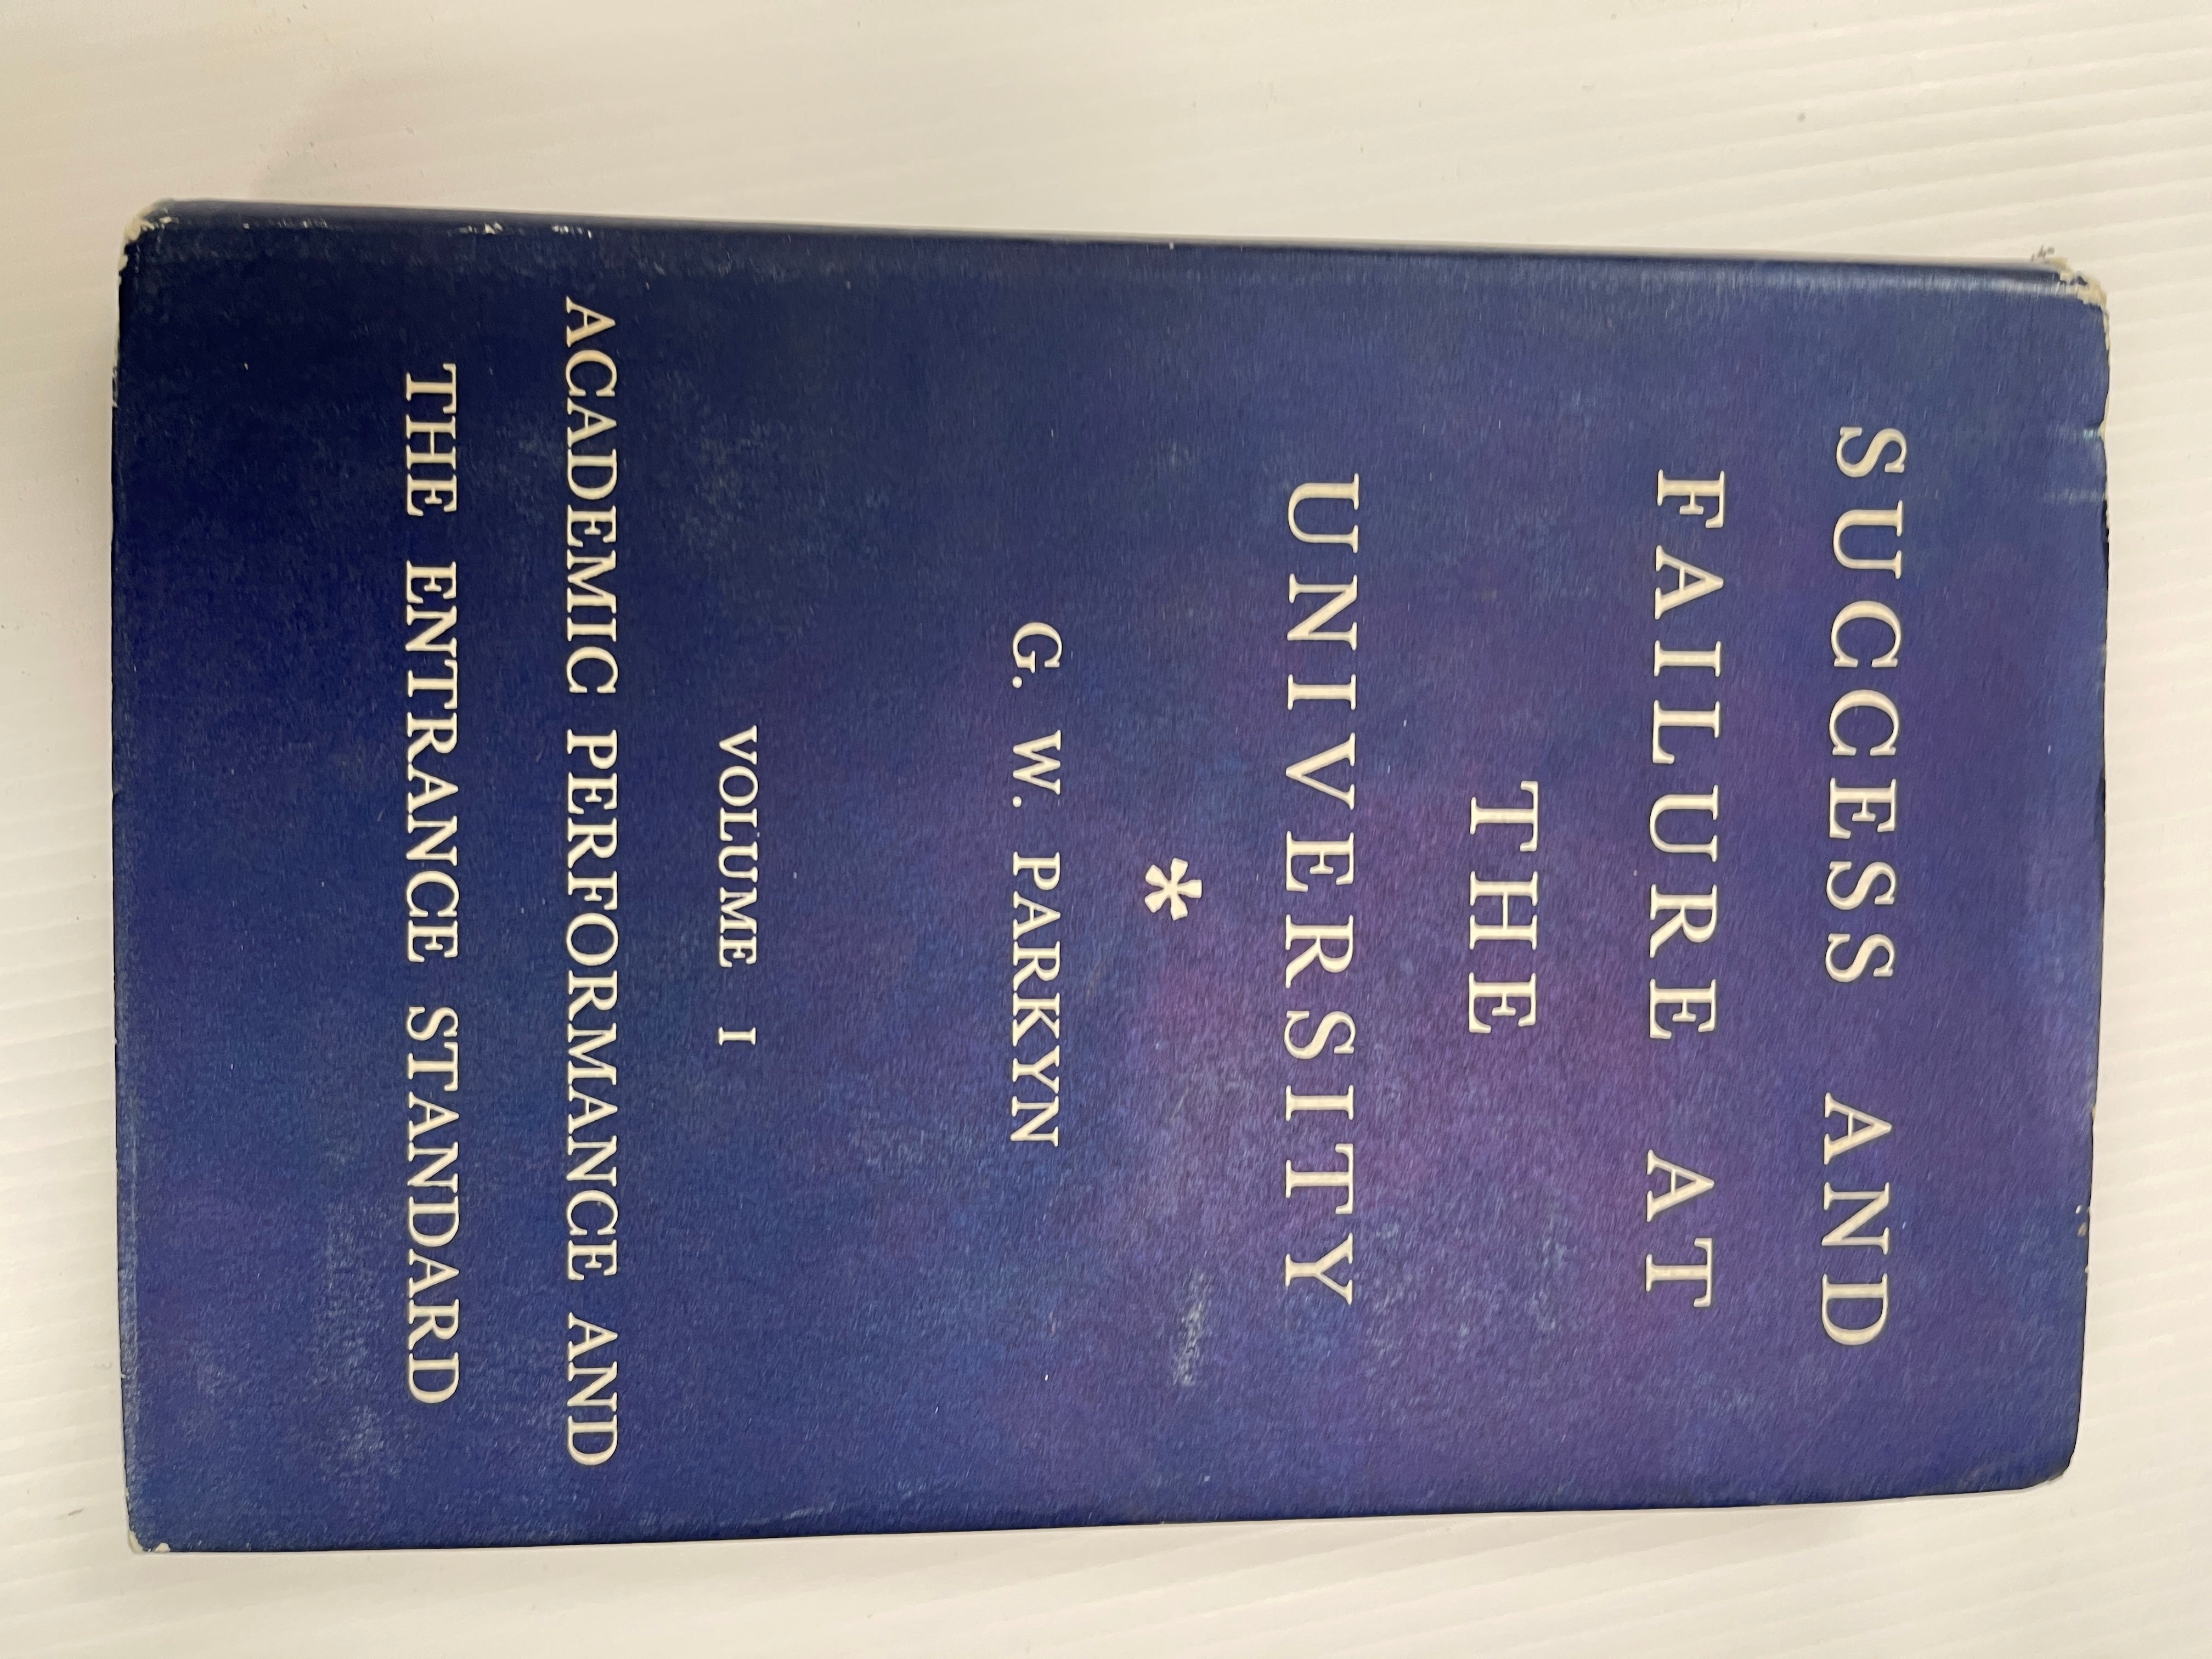 SUCCESS AND
FAILURE AT
THE
UNIVERSITY
*
G. W. PARKYN
VOLUME I
ACADEMIC PERFORMANCE AND
THE ENTRANCE STANDARD